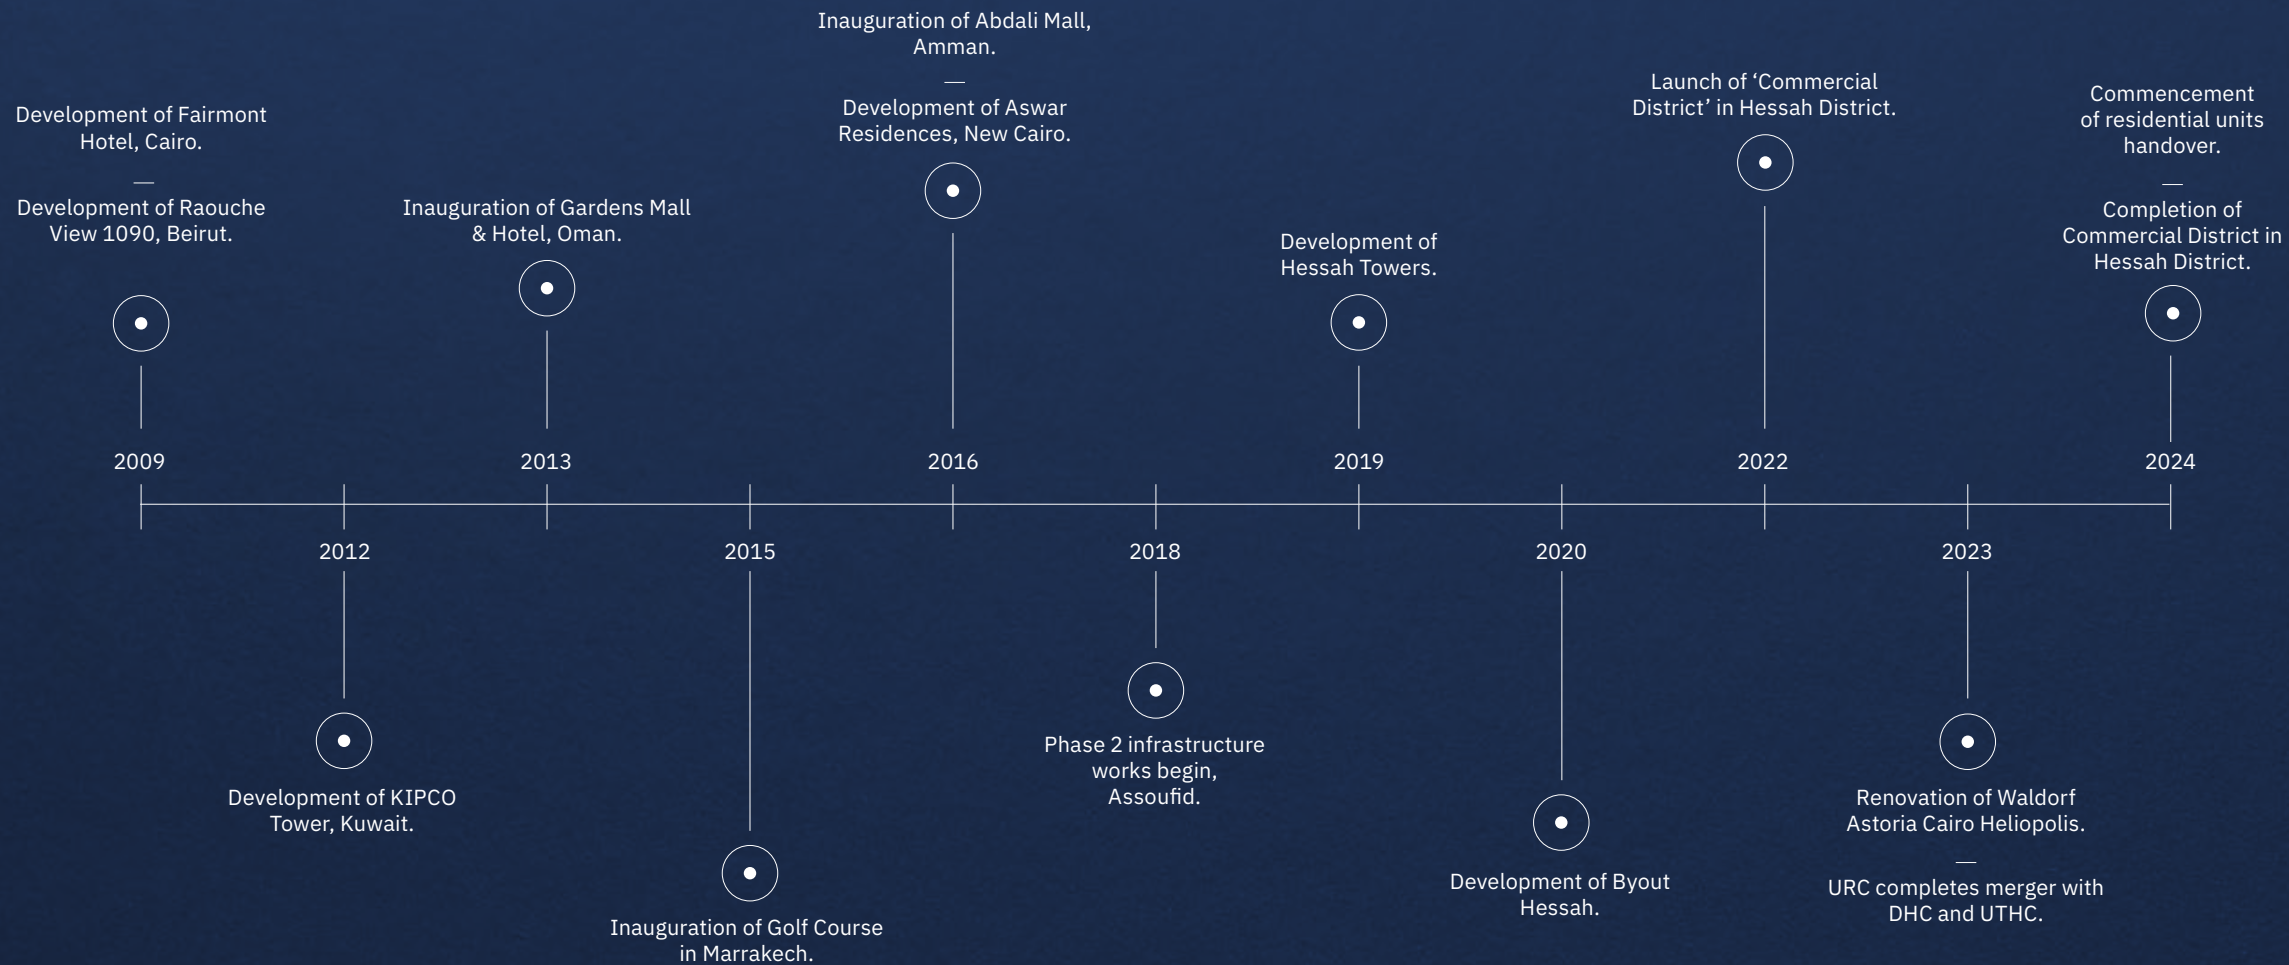 Development of Fairmont
Hotel, Cairo.
—
Development of Raouche
View 1090, Beirut.
2009
2012
Development of KIPCO
Tower, Kuwait.
Inauguration of Gardens Mall
& Hotel, Oman.
2013
2015
Inauguration of Golf Course
in Marrakech.
Inauguration of Abdali Mall,
Amman.
—
Development of Aswar
Residences, New Cairo.
2016
2018
Phase 2 infrastructure
works begin,
Assoufid.
Development of
Hessah Towers.
2019
2020
Development of Byout
Hessah.
Launch of ‘Commercial
District’ in Hessah District.
2022
2023
Renovation of Waldorf
Astoria Cairo Heliopolis.
—
URC completes merger with
DHC and UTHC.
Commencement
of residential units
handover.
—
Completion of
Commercial District in
Hessah District.
2024